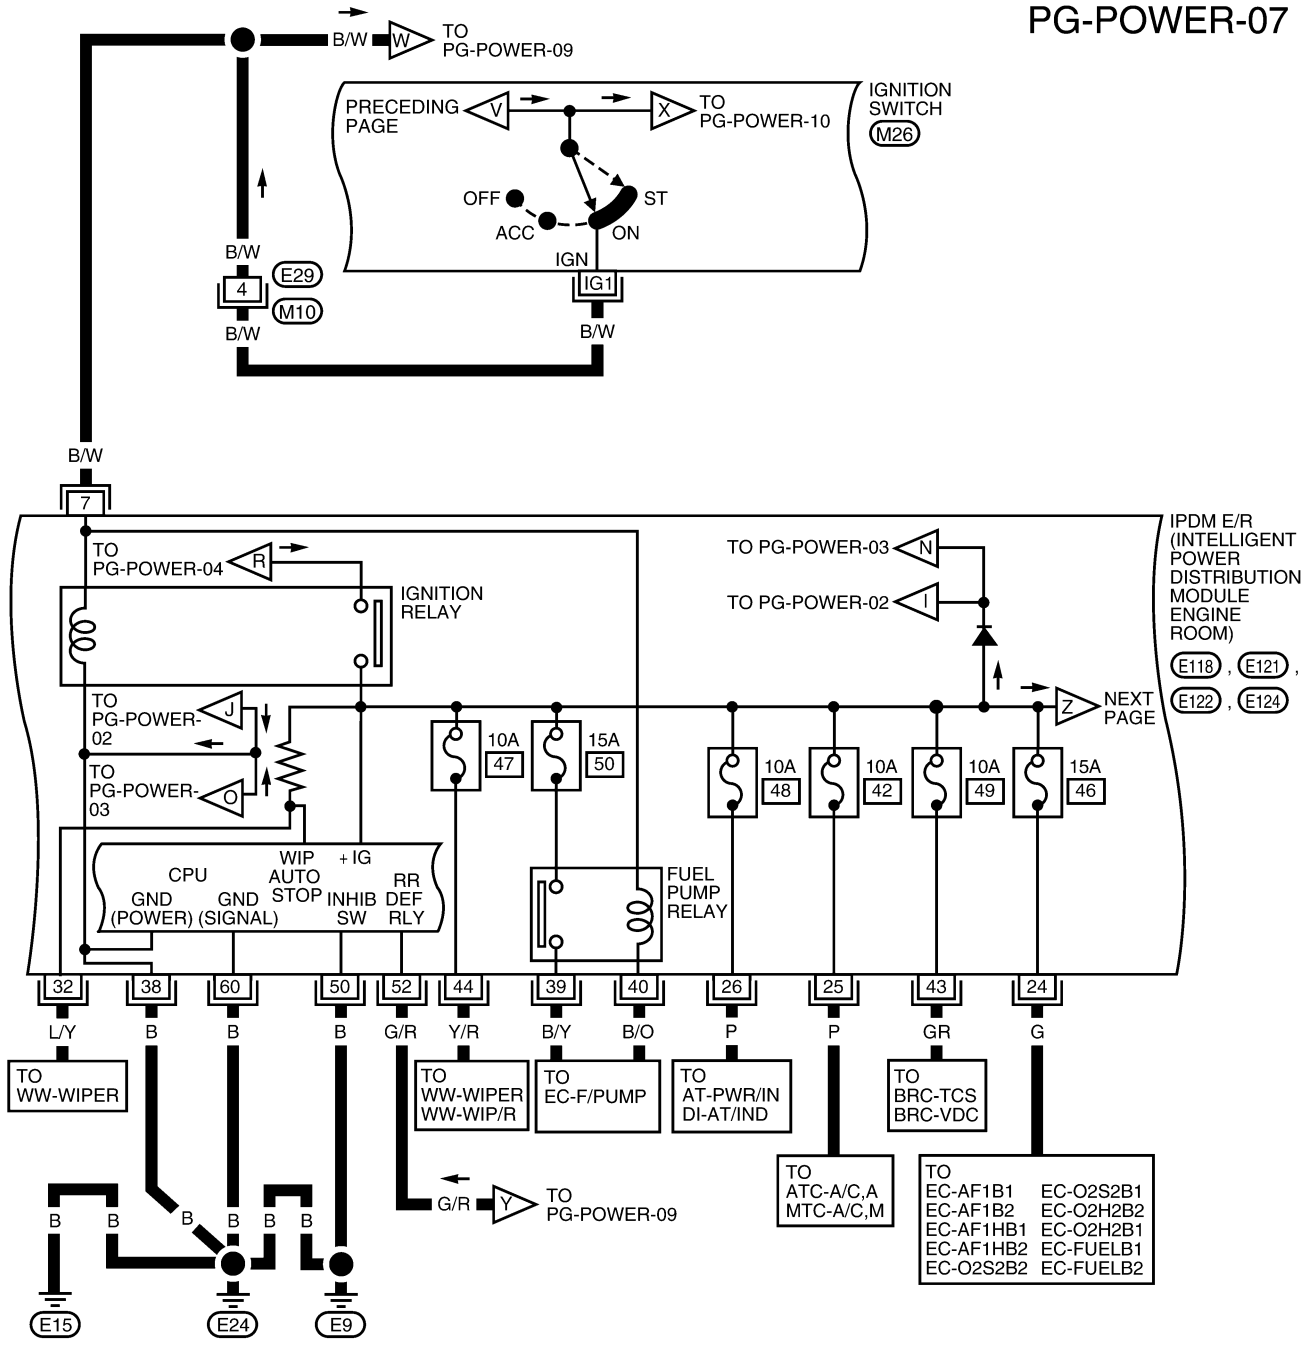 PG-POWER-07
B/W
W
TO
PG-POWER-09
PRECEDING
PAGE
V
X
TO
PG-POWER-10
IGNITION
SWITCH
M26
OFF
ACC
ON
ST
IGN
IG1
B/W
B/W
4
E29
M10
B/W
B/W
7
TO
PG-POWER-04
R
IGNITION
RELAY
TO PG-POWER-03
N
TO PG-POWER-02
I
IPDM E/R
(INTELLIGENT
POWER
DISTRIBUTION
MODULE
ENGINE
ROOM)
E118 , E121 ,
E122 , E124
TO
PG-POWER-
02
J
TO
PG-POWER-
03
O
Z
NEXT
PAGE
10A
47
15A
50
10A
48
10A
42
10A
49
15A
46
CPU
WIP
AUTO
STOP
+ IG
GND
(POWER)
GND
(SIGNAL)
INHIB
SW
RR
DEF
RLY
FUEL
PUMP
RELAY
32 38 60 50 52 44 39 40 26 25 43 24
L/Y B B B G/R Y/R B/Y B/O P P GR G
TO
WW-WIPER
TO
WW-WIPER
WW-WIP/R
TO
EC-F/PUMP
TO
AT-PWR/IN
DI-AT/IND
TO
BRC-TCS
BRC-VDC
TO
ATC-A/C,A
MTC-A/C,M
TO
EC-AF1B1 EC-O2S2B1
EC-AF1B2 EC-O2H2B2
EC-AF1HB1 EC-O2H2B1
EC-AF1HB2 EC-FUELB1
EC-O2S2B2 EC-FUELB2
G/R
Y
TO
PG-POWER-09
B B B B B B
E15 E24 E9